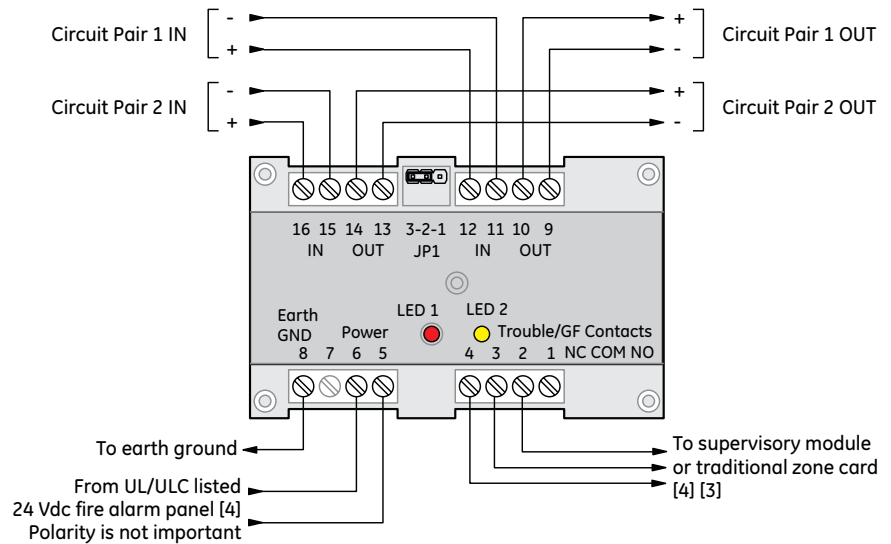 Circuit Pair 1 IN - +
Circuit Pair 2 IN - +
+ - Circuit Pair 1 OUT
+ - Circuit Pair 2 OUT
16 15 14 13 3-2-1 12 11 10 9
IN OUT JP1 IN OUT
LED 1 LED 2
Earth
GND Power Trouble/GF Contacts
8 7 6 5 4 3 2 1 NC COM NO
To earth ground
From UL/ULC listed
24 Vdc fire alarm panel [4]
Polarity is not important
To supervisory module
or traditional zone card
[4] [3]